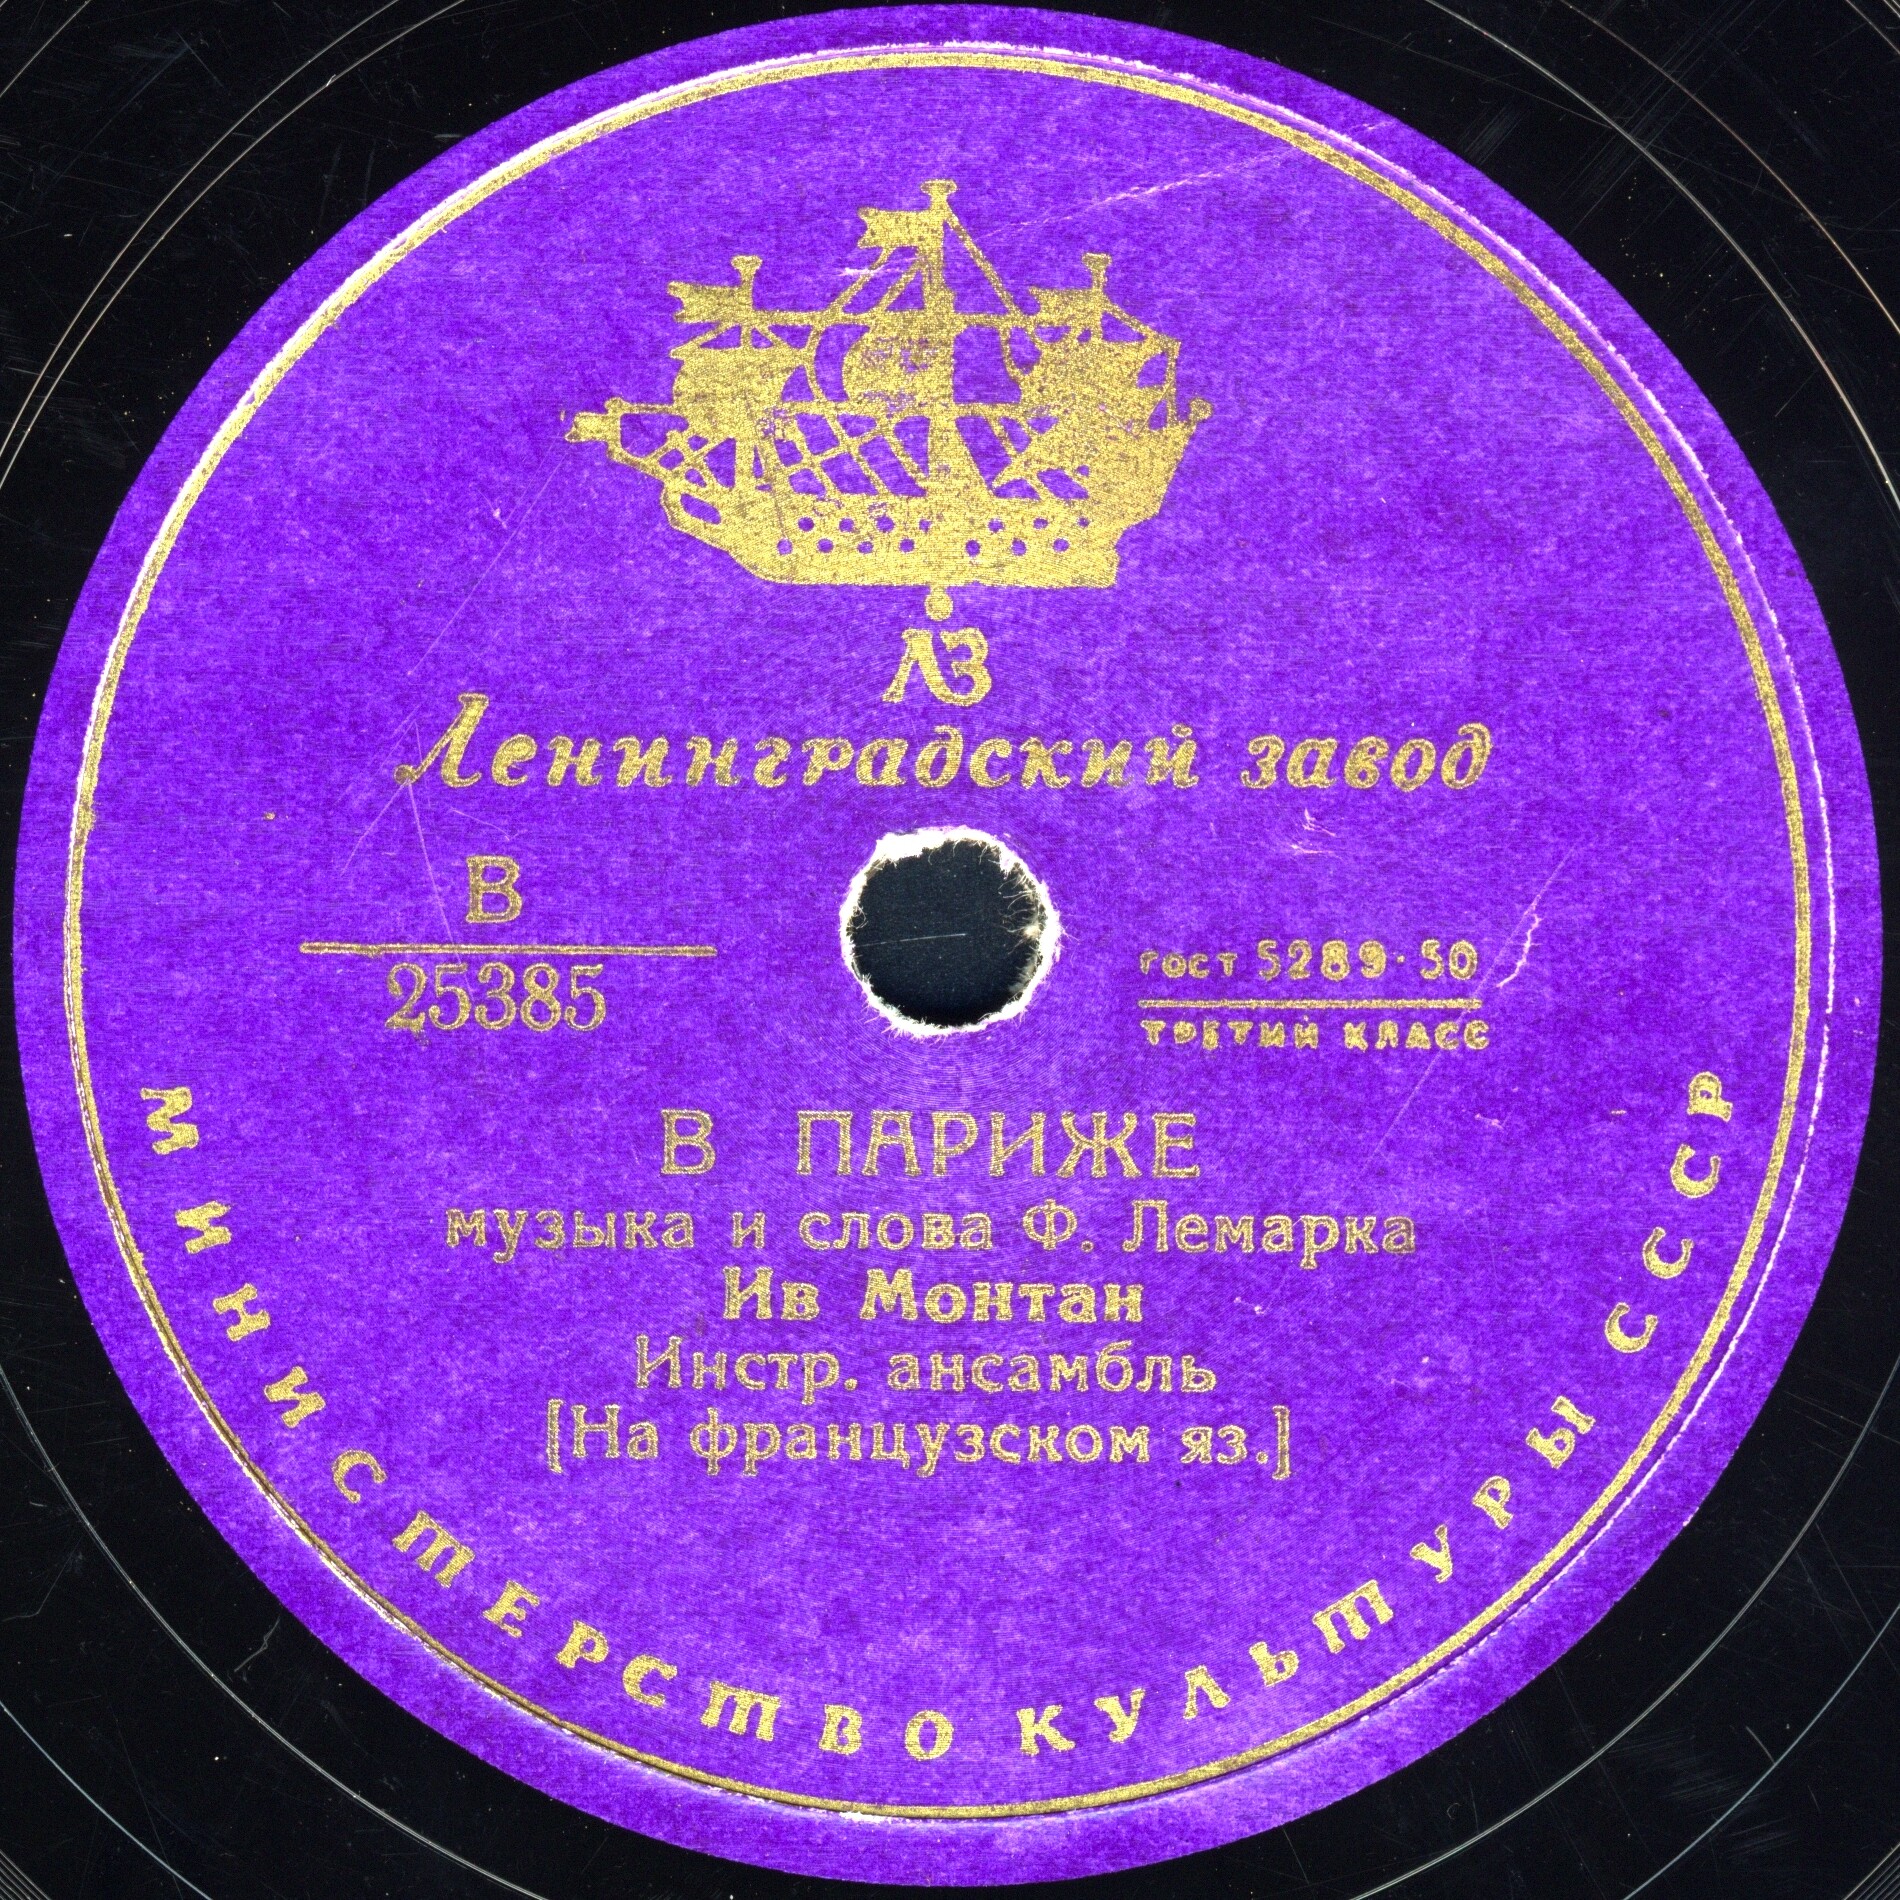 ЛЗ
Ленинградский завод
В
25385
ГОСТ 5289·50
ТРЕТИЙ КЛАСС
В ПАРИЖЕ
музыка и слова Ф. Лемарка
Ив Монтан
Инстр. ансамбль
[На французском яз.]
МИНИСТЕРСТВО КУЛЬТУРЫ СССР